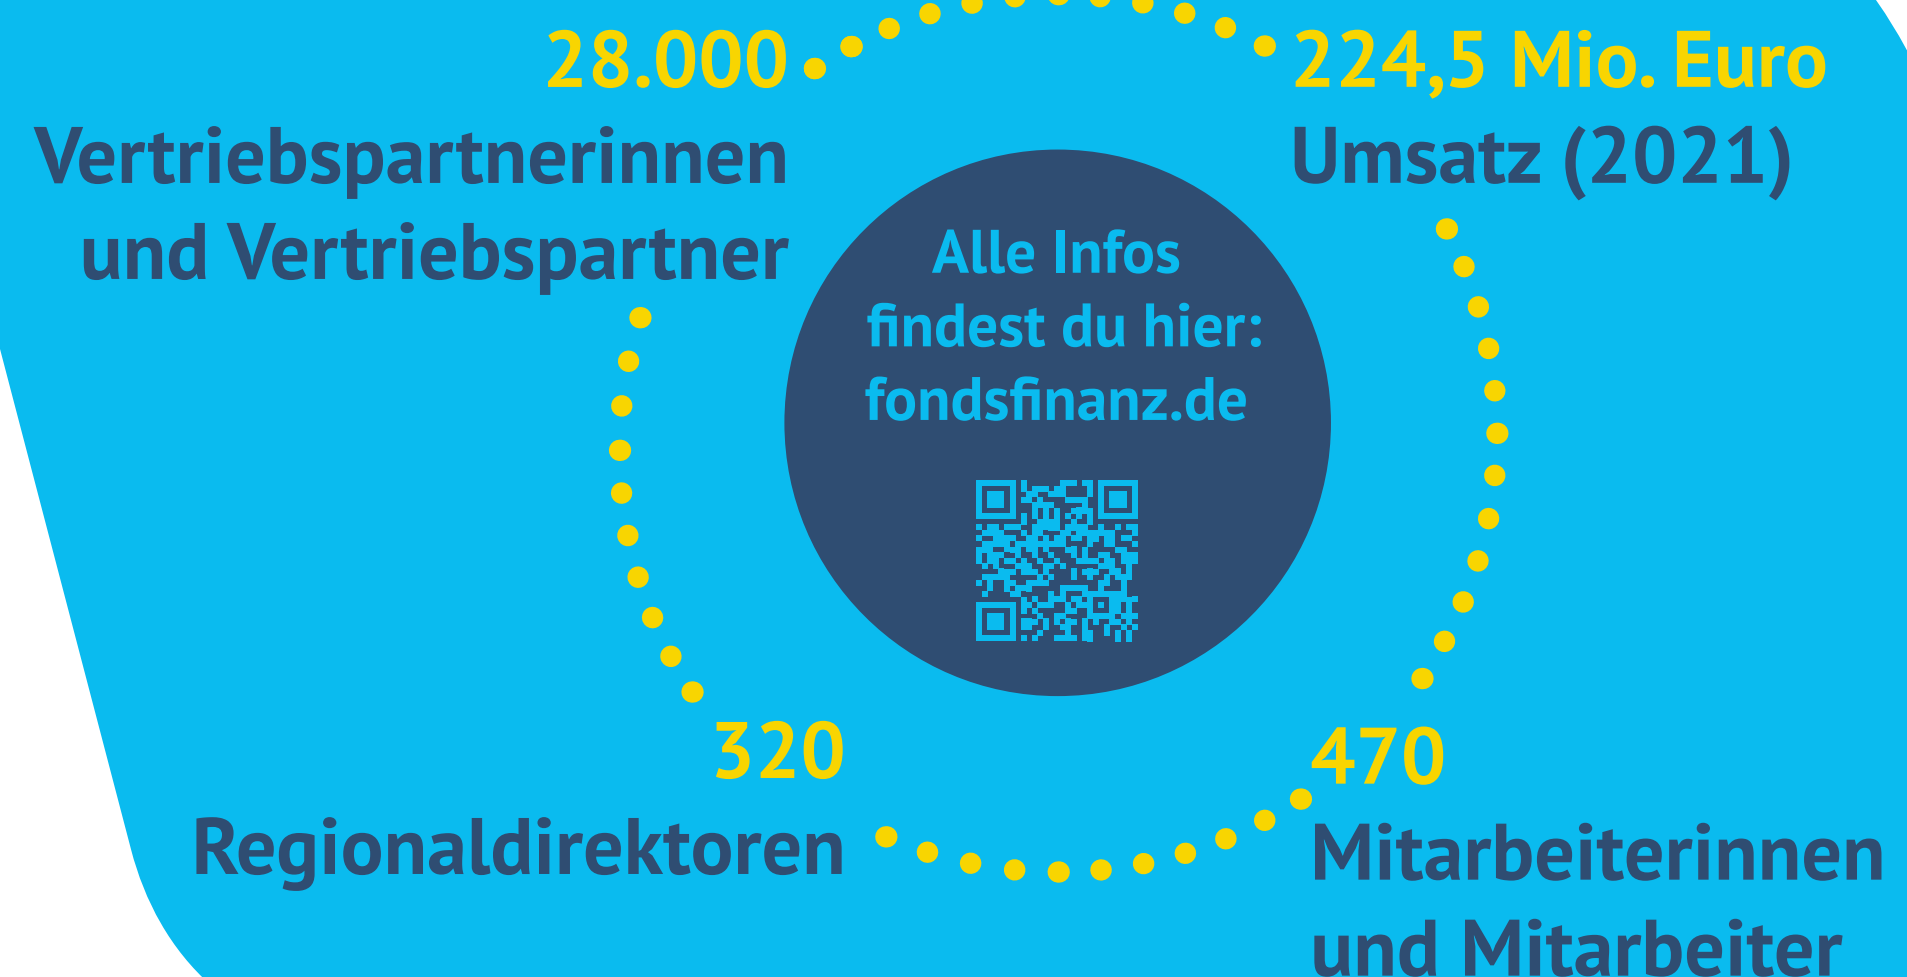 28.000
Vertriebspartnerinnen
und Vertriebspartner
224,5 Mio. Euro
Umsatz (2021)
Alle Infos
findest du hier:
fondsfinanz.de
320
Regionaldirektoren
470
Mitarbeiterinnen
und Mitarbeiter